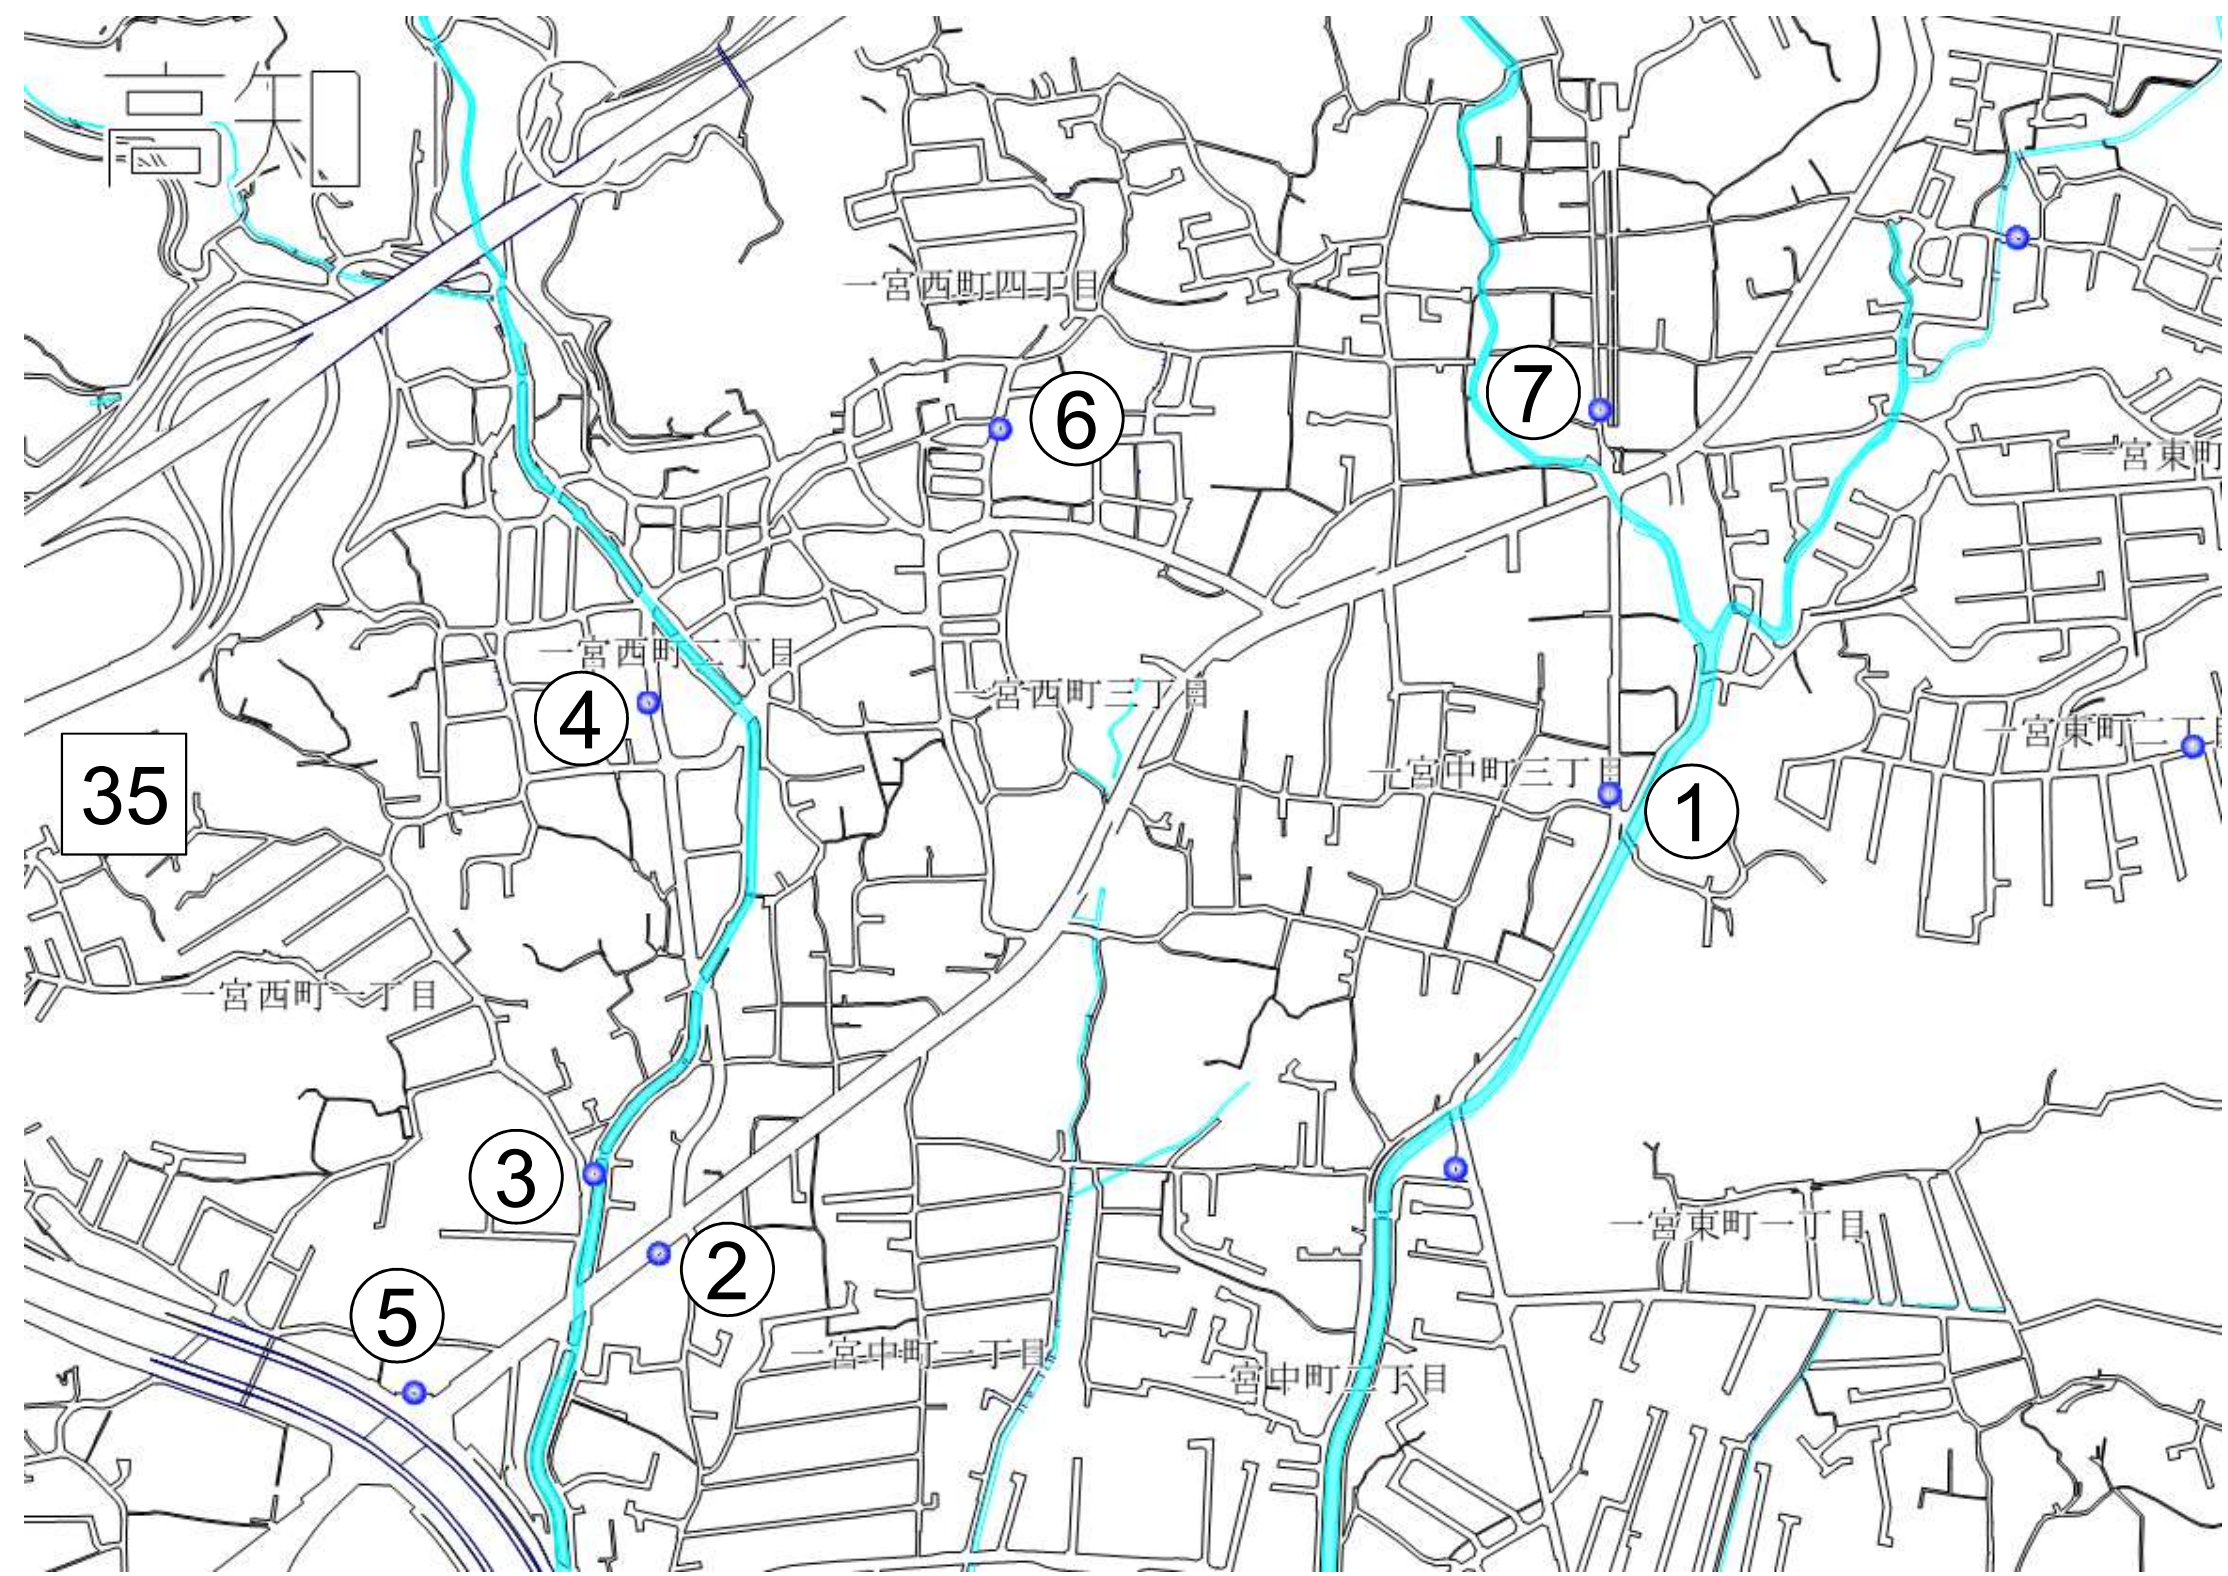 一宮西町四丁目
⑦
⑥
一宮東町
一宮西町二丁目
④
一宮西町三丁目
一宮東町二丁目
35
一宮中町三丁目
①
一宮西町一丁目
③
②
一宮東町一丁目
⑤
一宮中町一丁目
一宮中町二丁目